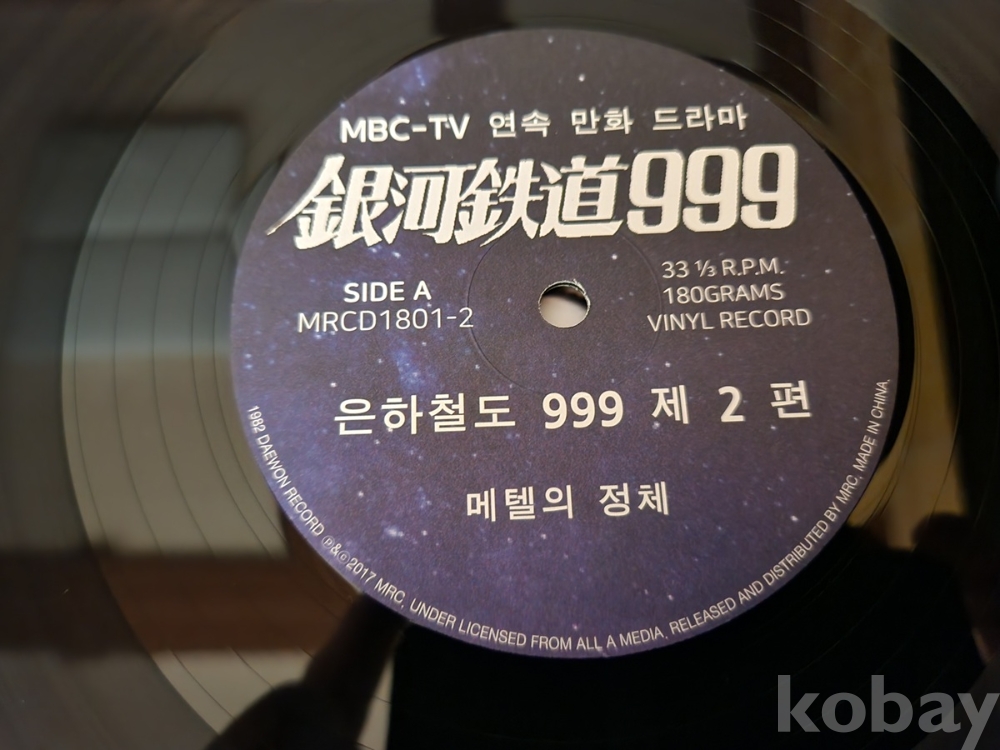 MBC-TV 연속 만화 드라마
銀河鉄道999
SIDE A
MRCD1801-2
33 ⅓ R.P.M.
180GRAMS
VINYL RECORD
은하철도 999 제 2 편
메텔의 정체
1982 DAEWON RECORD ℗&© 2017 MRC. UNDER LICENSED FROM ALL A MEDIA. RELEASED AND DISTRIBUTED BY MRC. MADE IN CHINA.
kobay